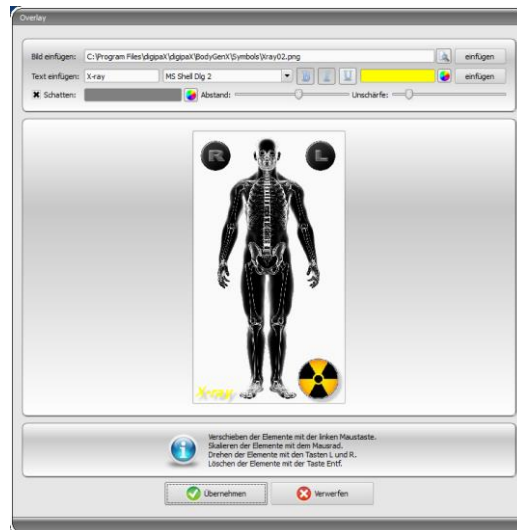 Overlay
Bild einfügen: C:\Program Files\digipaX\digipaX\BodyGenX\Symbols\Xray02.png einfügen
Text einfügen: X-ray MS Shell Dlg 2 B I U einfügen
Schatten: Abstand: Unschärfe:
R L
X-ray
Verschieben der Elemente mit der linken Maustaste.
Skalieren der Elemente mit dem Mausrad.
Drehen der Elemente mit den Tasten L und R.
Löschen der Elemente mit der Taste Entf.
Übernehmen Verwerfen